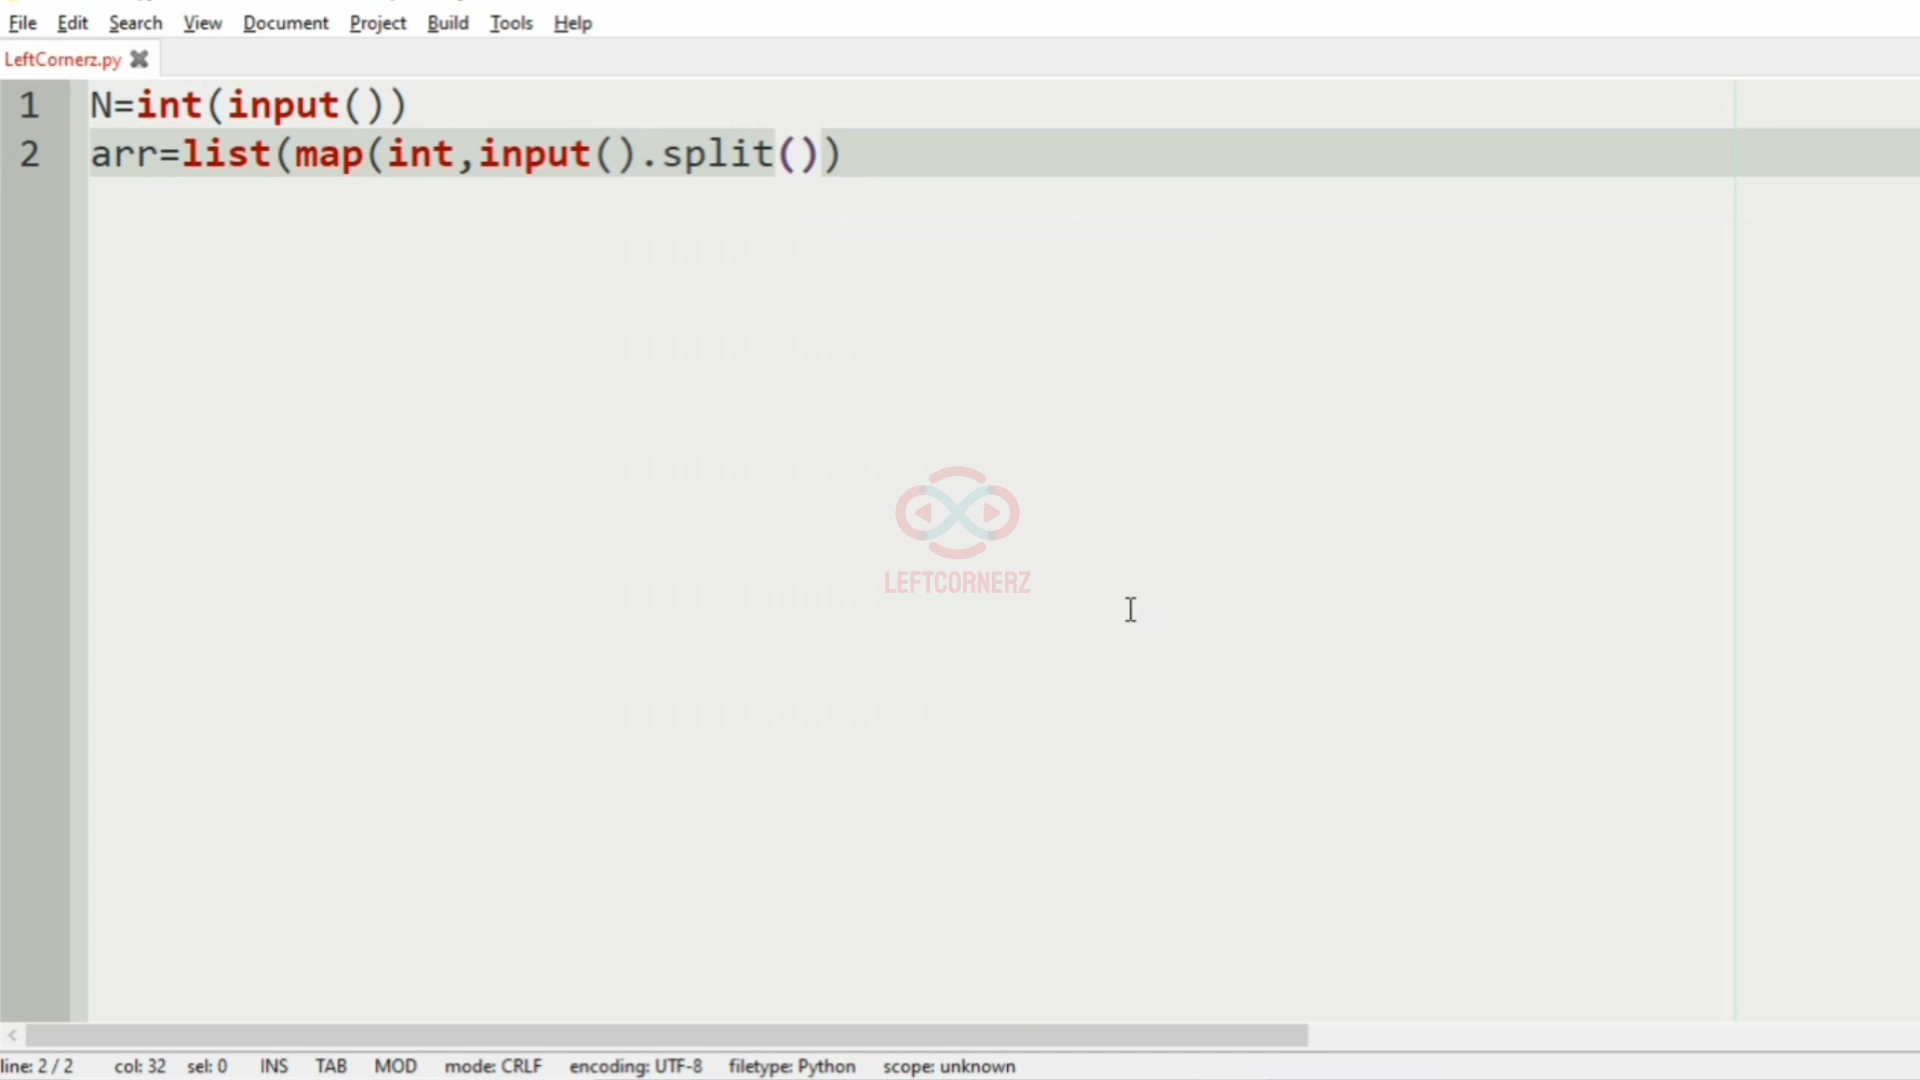 File Edit Search View Document Project Build Tools Help
LeftCornerz.py
1 N=int(input())
2 arr=list(map(int,input().split())
LEFTCORNERZ
line: 2 / 2 col: 32 sel: 0 INS TAB MOD mode: CRLF encoding: UTF-8 filetype: Python scope: unknown